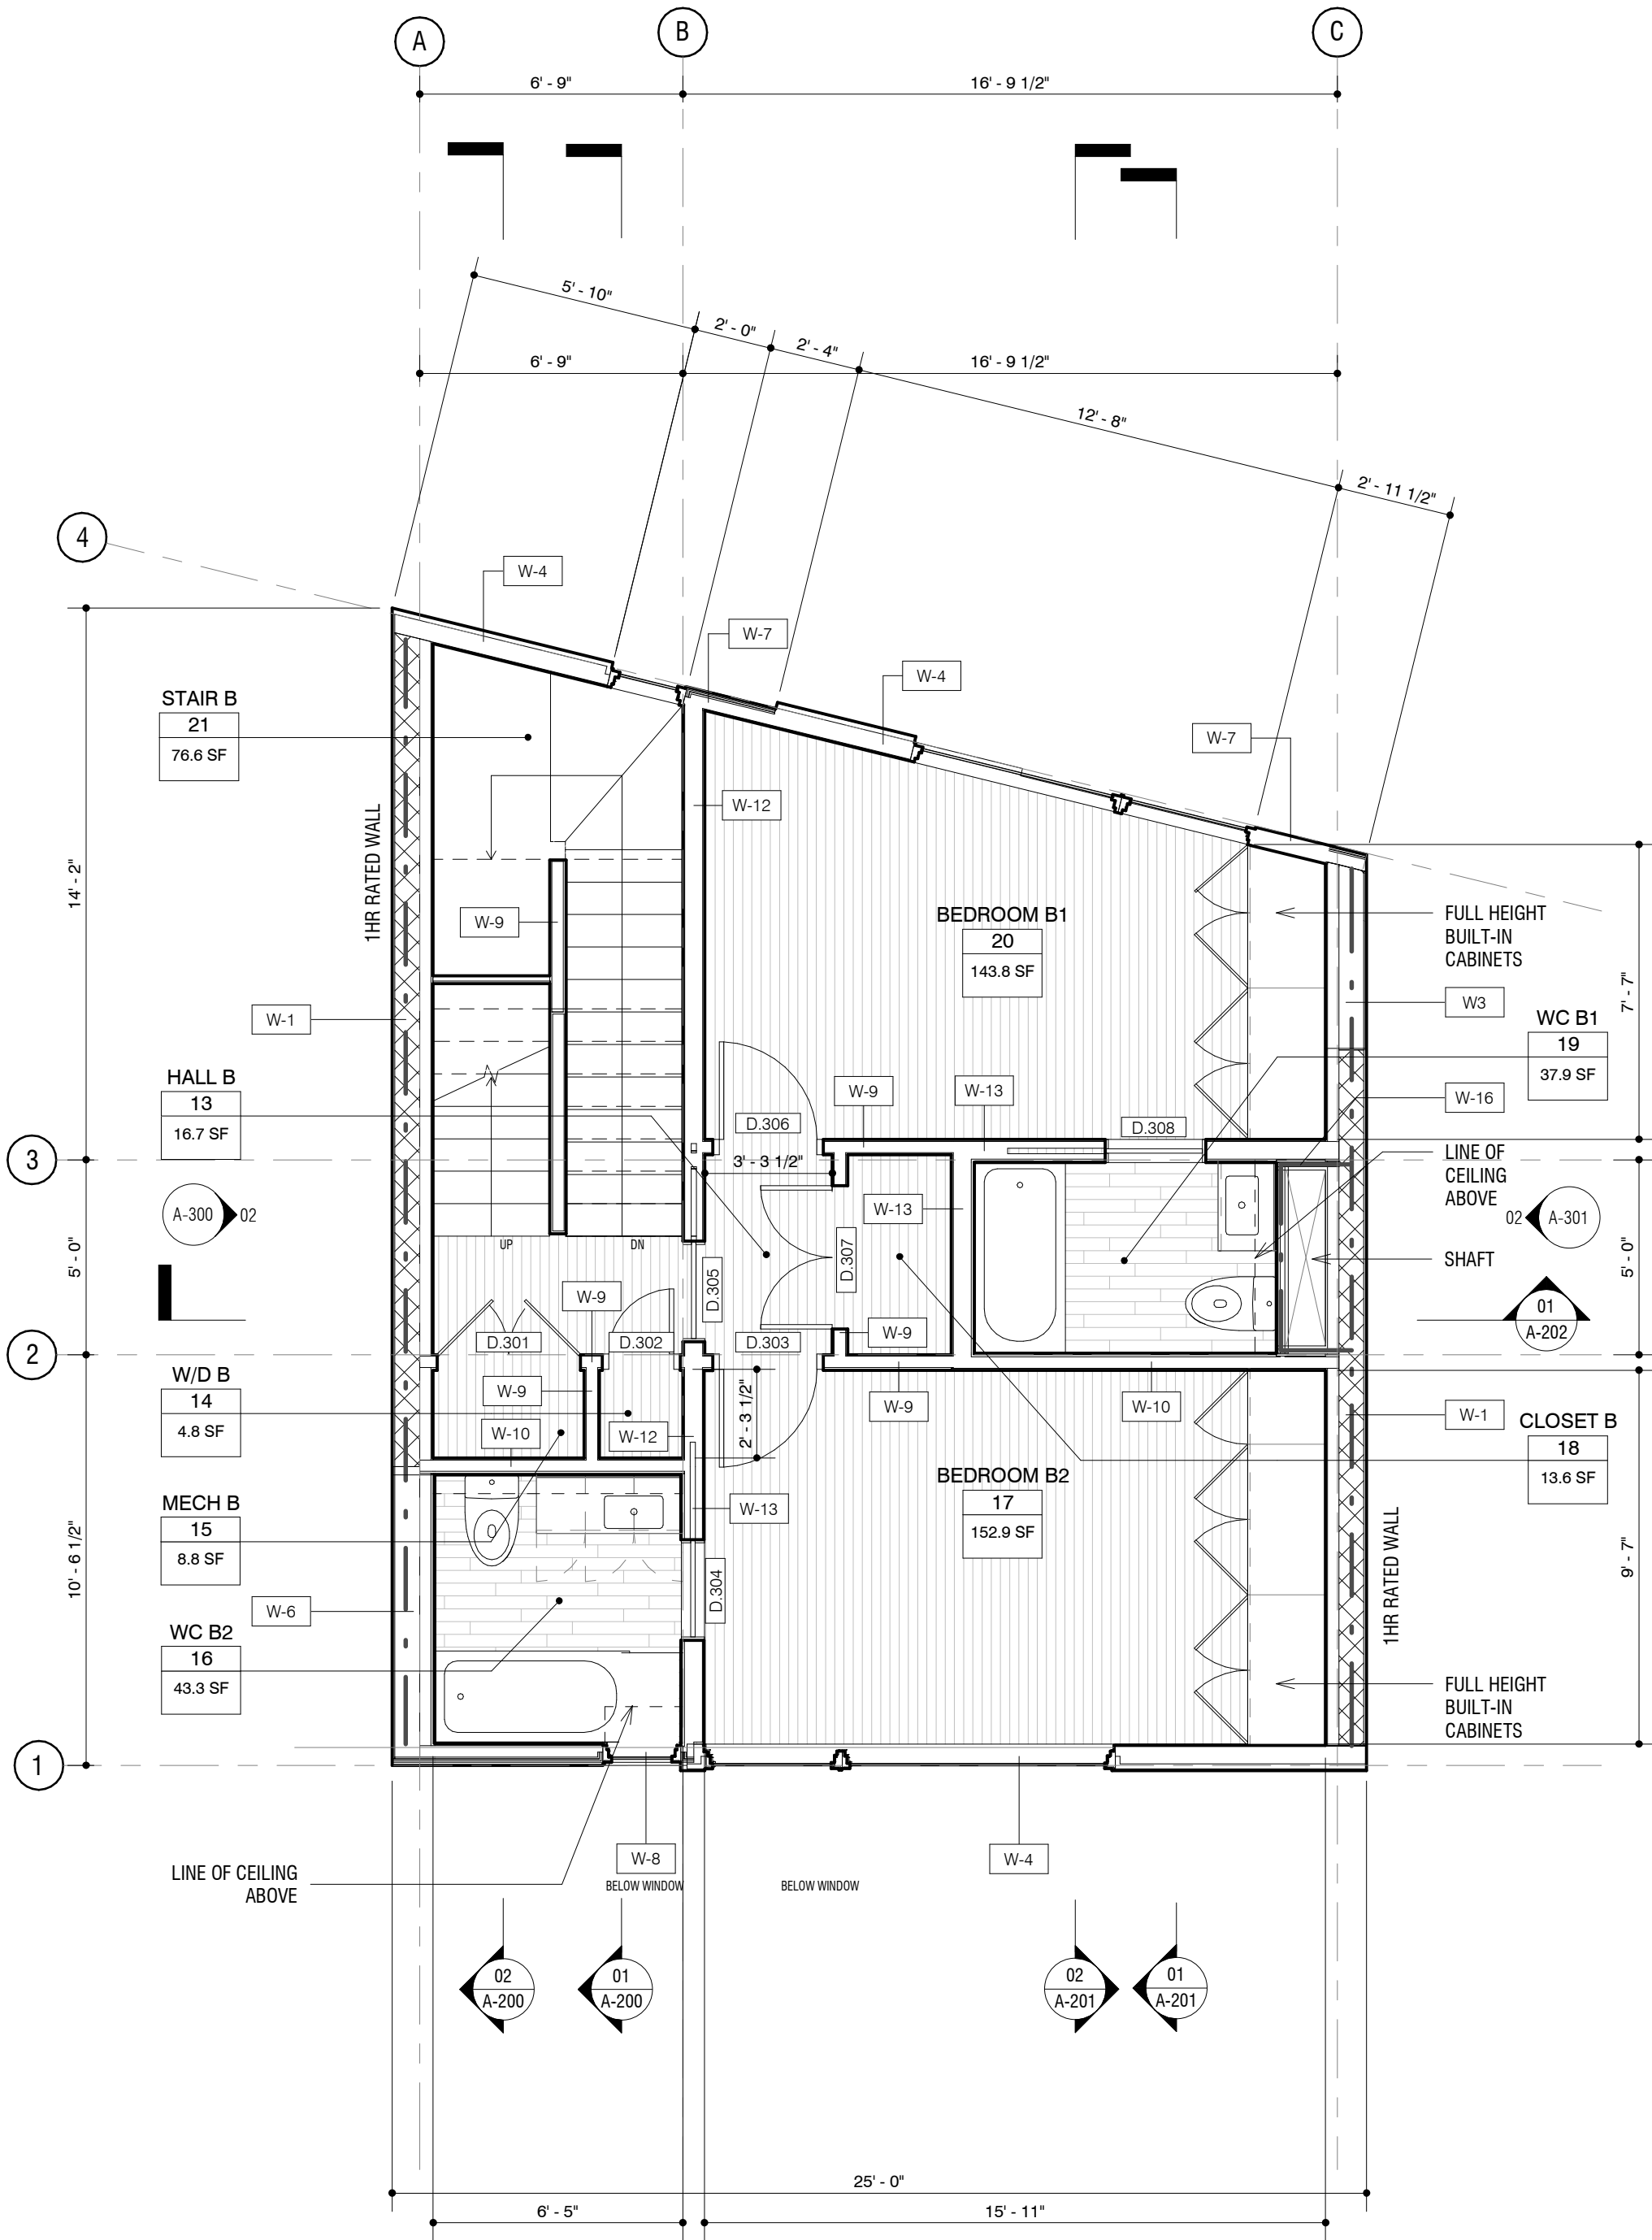 A
B
C
6' - 9"
16' - 9 1/2"
5' - 10"
2' - 0"
2' - 4"
6' - 9"
16' - 9 1/2"
12' - 8"
2' - 11 1/2"
4
W-4
W-7
W-4
W-7
STAIR B
21
76.6 SF
W-12
1HR RATED WALL
14' - 2"
W-9
BEDROOM B1
20
143.8 SF
FULL HEIGHT
BUILT-IN
CABINETS
7' - 7"
W-1
W3
WC B1
19
37.9 SF
HALL B
13
16.7 SF
W-9
W-13
W-16
D.306
D.308
3
3' - 3 1/2"
LINE OF
CEILING
ABOVE
A-300
02
W-13
02
A-301
UP
DN
D.305
D.307
SHAFT
5' - 0"
5' - 0"
W-9
01
A-202
D.301
D.302
D.303
W-9
2
W/D B
14
4.8 SF
W-9
W-10
W-12
2' - 3 1/2"
W-9
W-10
W-1
CLOSET B
18
13.6 SF
BEDROOM B2
17
152.9 SF
MECH B
15
8.8 SF
W-13
10' - 6 1/2"
D.304
1HR RATED WALL
9' - 7"
W-6
WC B2
16
43.3 SF
FULL HEIGHT
BUILT-IN
CABINETS
1
LINE OF CEILING
ABOVE
W-8
W-4
BELOW WINDOW
BELOW WINDOW
02
A-200
01
A-200
02
A-201
01
A-201
25' - 0"
6' - 5"
15' - 11"